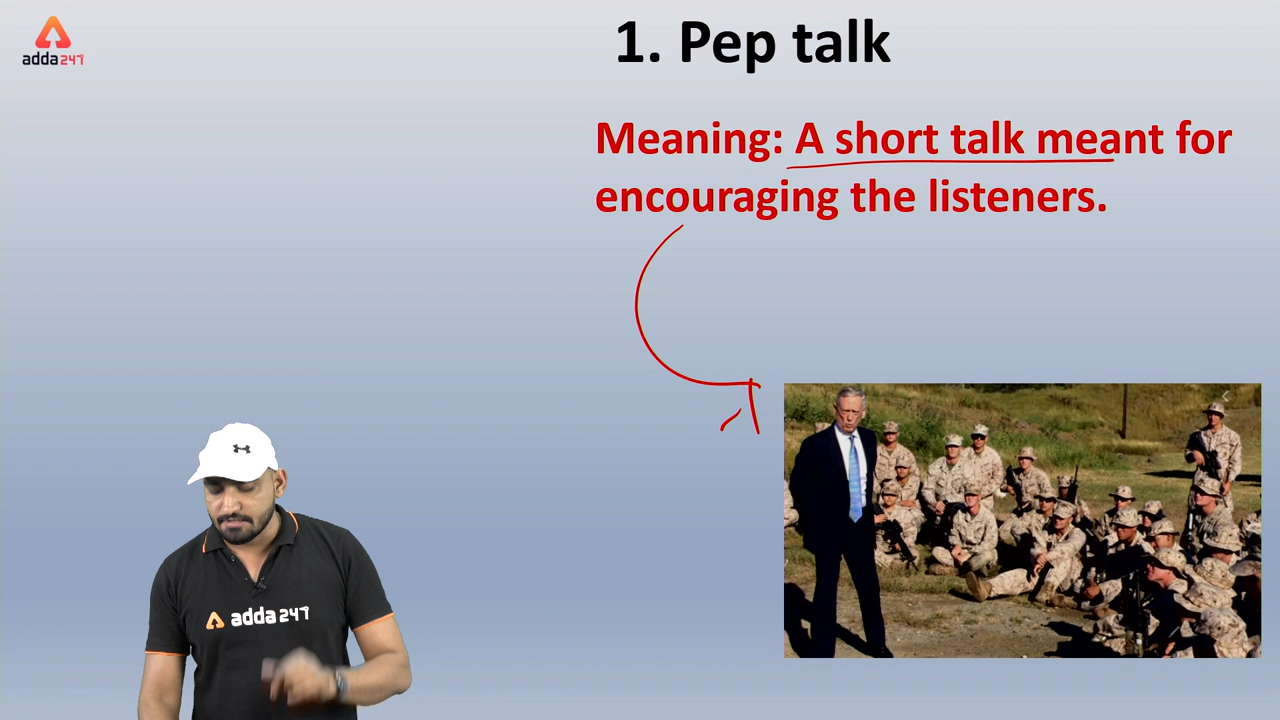 adda247
1. Pep talk
Meaning: A short talk meant for
encouraging the listeners.
adda247